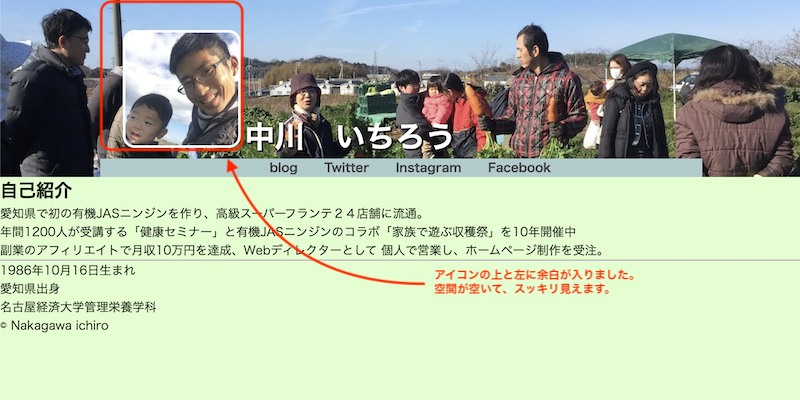 中川　いちろう
blog Twitter Instagram Facebook
自己紹介
愛知県で初の有機JASニンジンを作り、高級スーパーフランテ２４店舗に流通。
年間1200人が受講する「健康セミナー」と有機JASニンジンのコラボ「家族で遊ぶ収穫祭」を10年開催中
副業のアフィリエイトで月収10万円を達成、Webディレクターとして 個人で営業し、ホームページ制作を受注。
1986年10月16日生まれ
愛知県出身
名古屋経済大学管理栄養学科
© Nakagawa ichiro
アイコンの上と左に余白が入りました。
空間が空いて、スッキリ見えます。